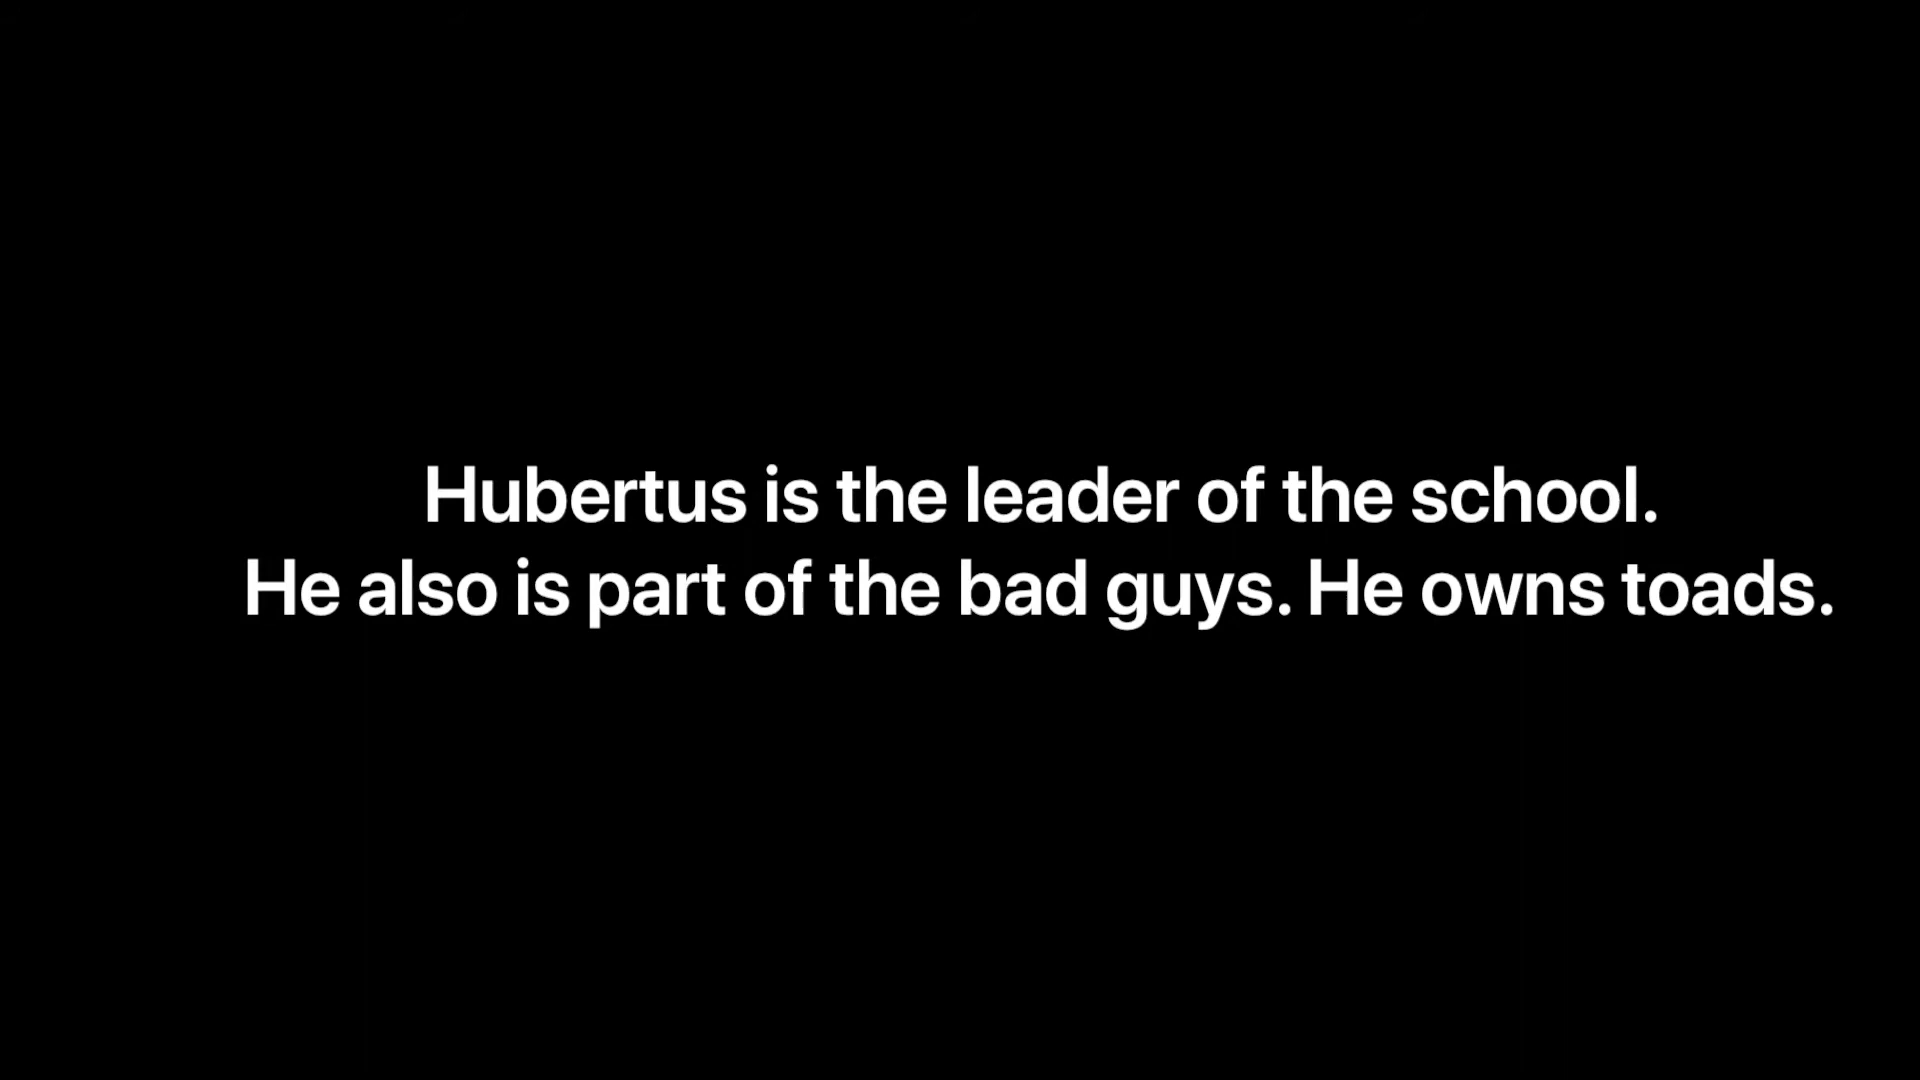 Hubertus is the leader of the school.
He also is part of the bad guys. He owns toads.